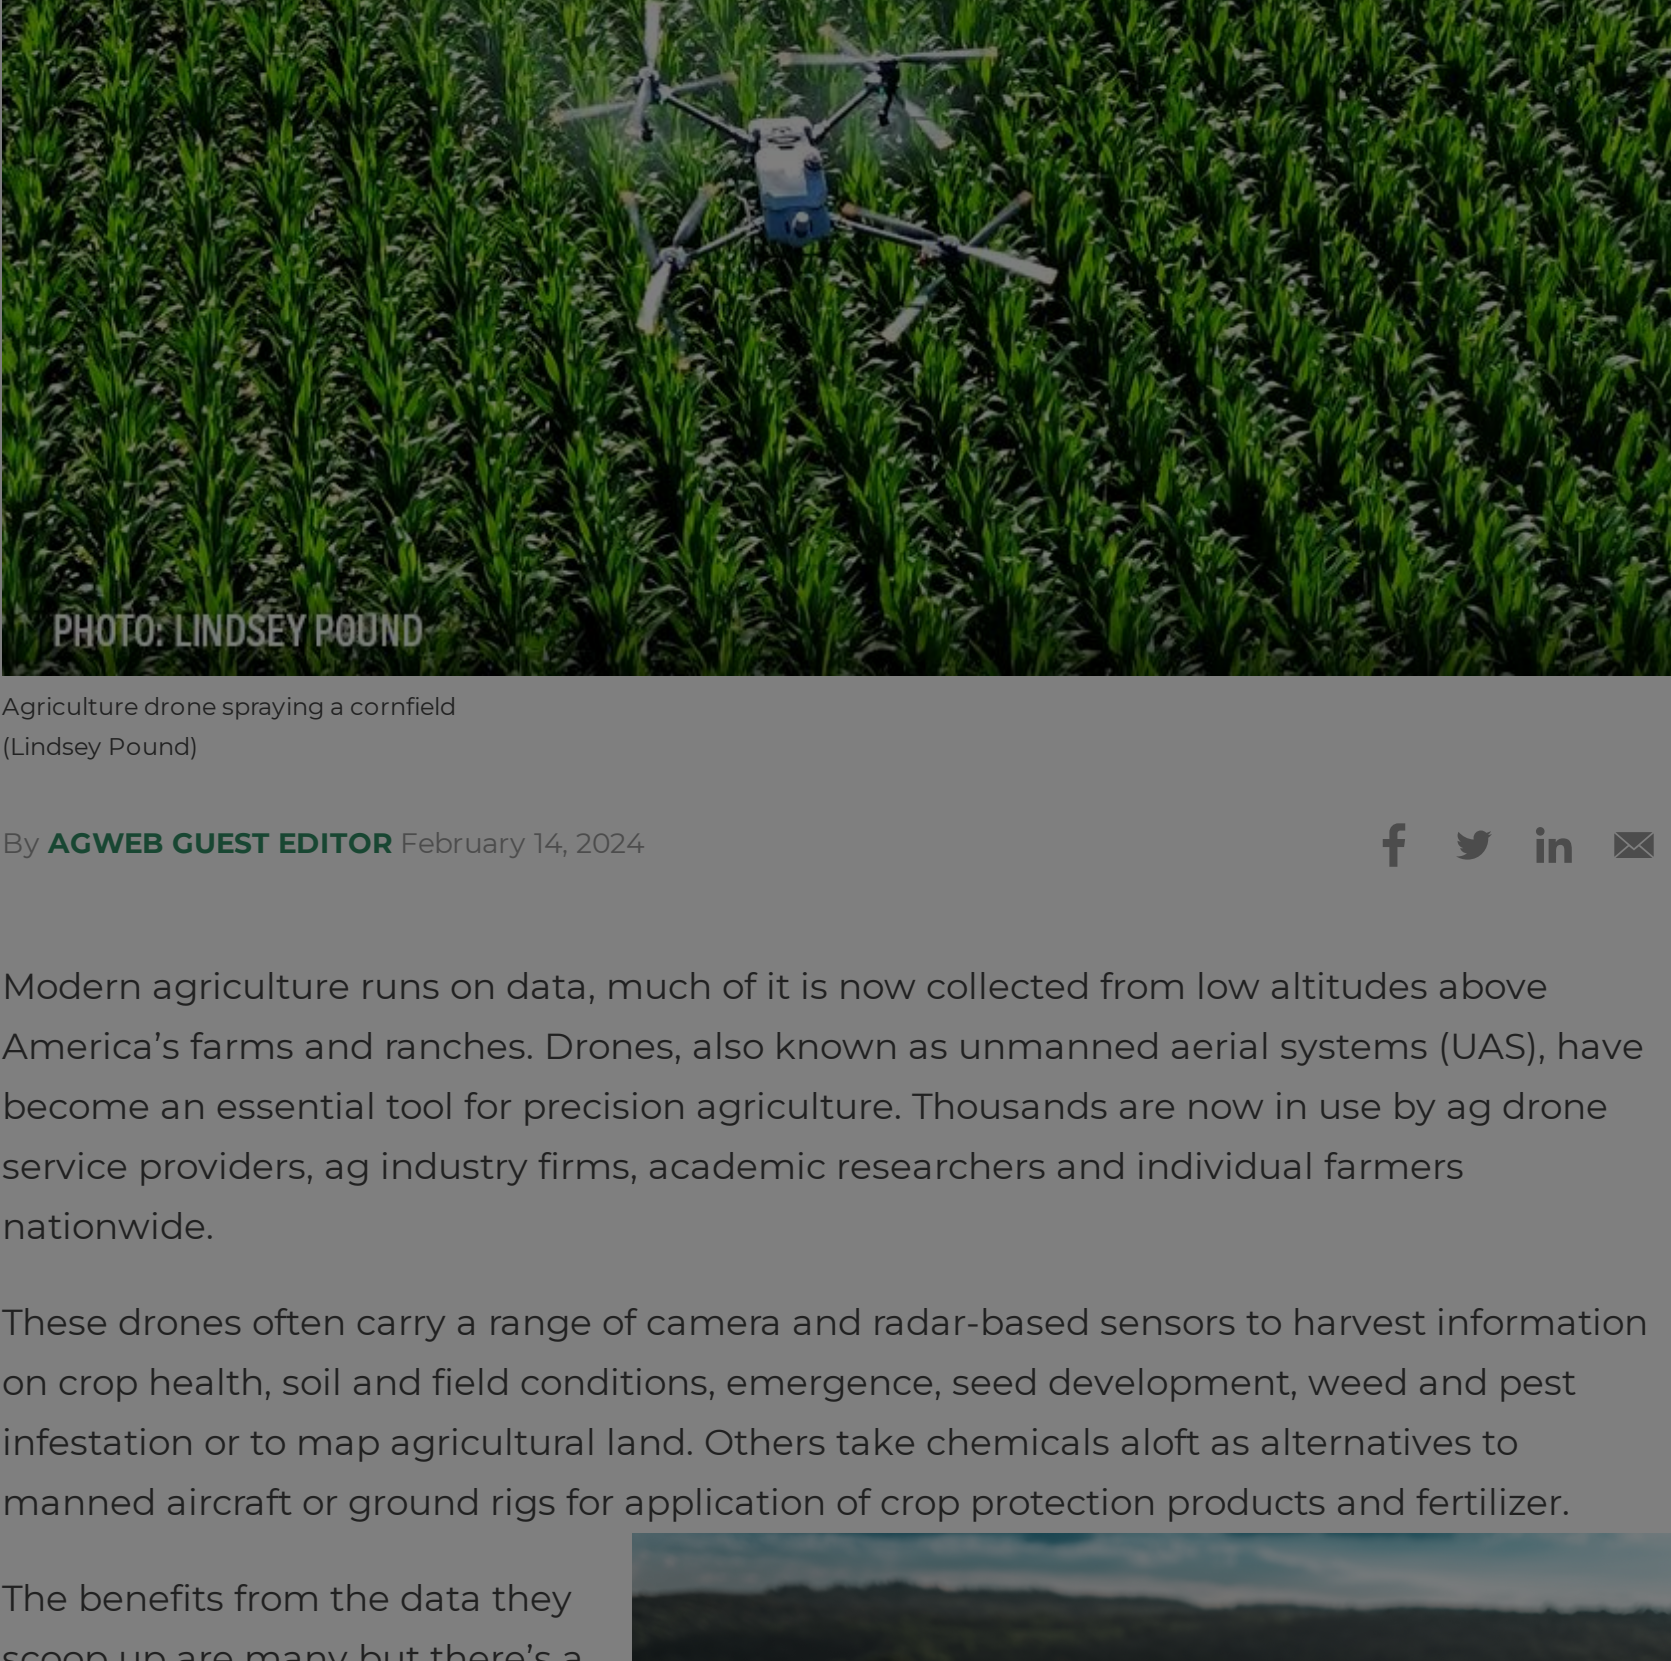 PHOTO: LINDSEY POUND
Agriculture drone spraying a cornfield
(Lindsey Pound)
By AGWEB GUEST EDITOR February 14, 2024
Modern agriculture runs on data, much of it is now collected from low altitudes above
America’s farms and ranches. Drones, also known as unmanned aerial systems (UAS), have
become an essential tool for precision agriculture. Thousands are now in use by ag drone
service providers, ag industry firms, academic researchers and individual farmers
nationwide.
These drones often carry a range of camera and radar-based sensors to harvest information
on crop health, soil and field conditions, emergence, seed development, weed and pest
infestation or to map agricultural land. Others take chemicals aloft as alternatives to
manned aircraft or ground rigs for application of crop protection products and fertilizer.
The benefits from the data they
scoop up are many but there’s a